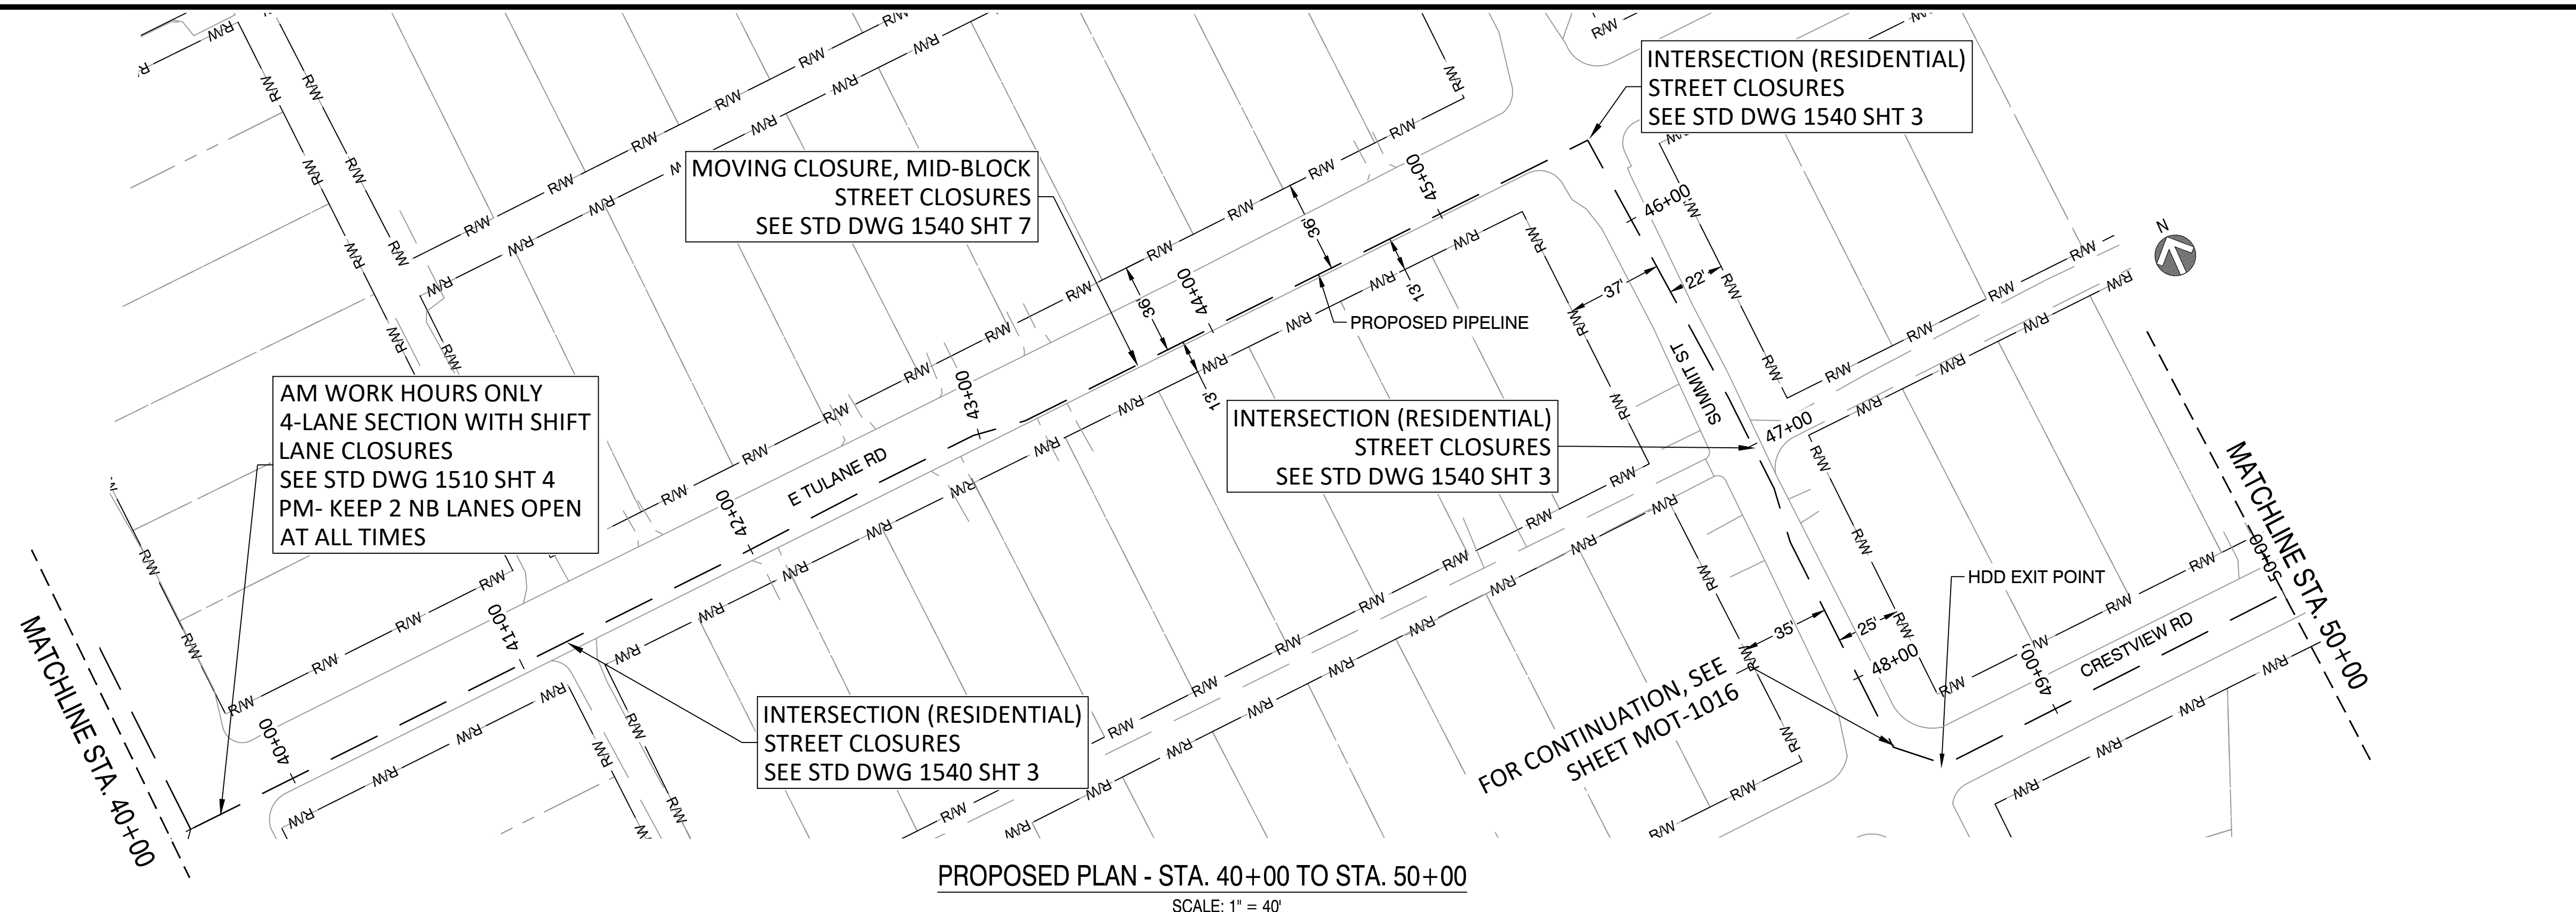 INTERSECTION (RESIDENTIAL)
STREET CLOSURES
SEE STD DWG 1540 SHT 3
MOVING CLOSURE, MID-BLOCK
STREET CLOSURES
SEE STD DWG 1540 SHT 7
AM WORK HOURS ONLY
4-LANE SECTION WITH SHIFT
LANE CLOSURES
SEE STD DWG 1510 SHT 4
PM- KEEP 2 NB LANES OPEN
AT ALL TIMES
INTERSECTION (RESIDENTIAL)
STREET CLOSURES
SEE STD DWG 1540 SHT 3
INTERSECTION (RESIDENTIAL)
STREET CLOSURES
SEE STD DWG 1540 SHT 3
PROPOSED PIPELINE
HDD EXIT POINT
E TULANE RD
SUMMIT ST
CRESTVIEW RD
FOR CONTINUATION, SEE
SHEET MOT-1016
MATCHLINE STA. 40+00
MATCHLINE STA. 50+00
40+00
41+00
42+00
43+00
44+00
45+00
46+00
47+00
48+00
49+00
50+00
36'
13'
36'
13'
37'
22'
35'
25'
N
R/W
PROPOSED PLAN - STA. 40+00 TO STA. 50+00
SCALE: 1" = 40'